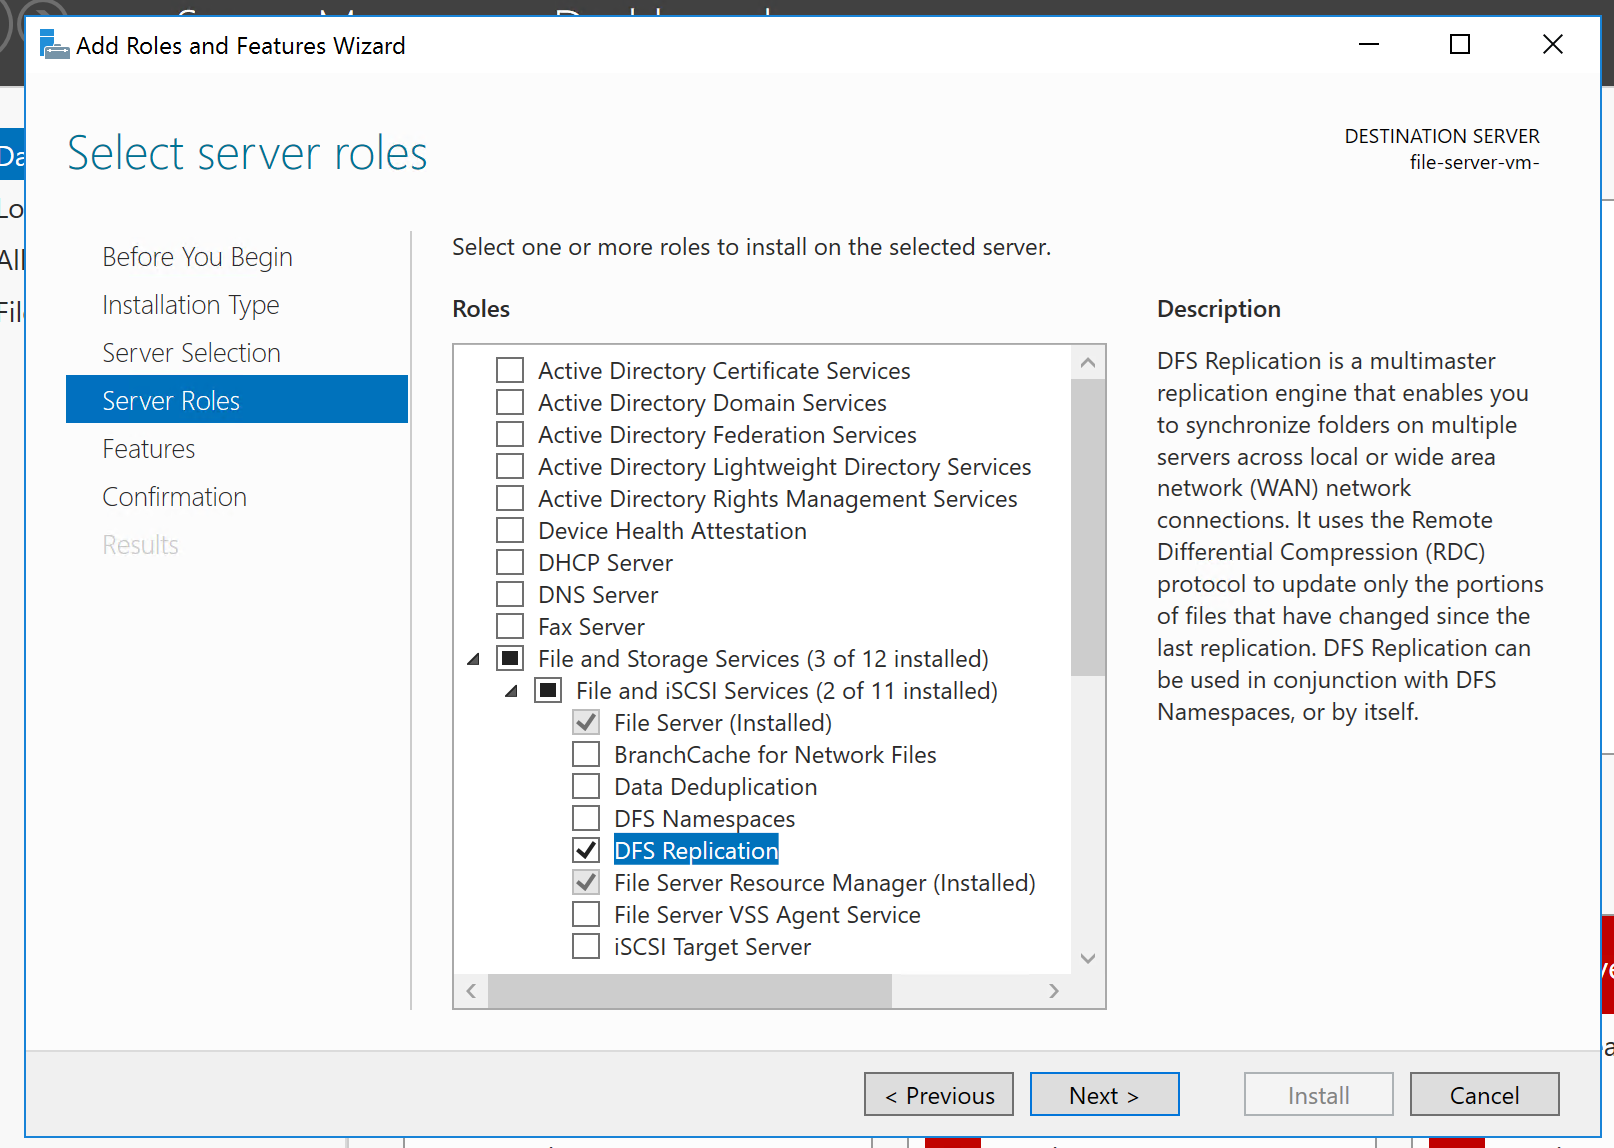 Add Roles and Features Wizard
Select server roles
DESTINATION SERVER
file-server-vm-
Before You Begin
Installation Type
Server Selection
Server Roles
Features
Confirmation
Results
Select one or more roles to install on the selected server.
Roles
Active Directory Certificate Services
Active Directory Domain Services
Active Directory Federation Services
Active Directory Lightweight Directory Services
Active Directory Rights Management Services
Device Health Attestation
DHCP Server
DNS Server
Fax Server
File and Storage Services (3 of 12 installed)
File and iSCSI Services (2 of 11 installed)
File Server (Installed)
BranchCache for Network Files
Data Deduplication
DFS Namespaces
DFS Replication
File Server Resource Manager (Installed)
File Server VSS Agent Service
iSCSI Target Server
Description
DFS Replication is a multimaster
replication engine that enables you
to synchronize folders on multiple
servers across local or wide area
network (WAN) network
connections. It uses the Remote
Differential Compression (RDC)
protocol to update only the portions
of files that have changed since the
last replication. DFS Replication can
be used in conjunction with DFS
Namespaces, or by itself.
< Previous
Next >
Install
Cancel